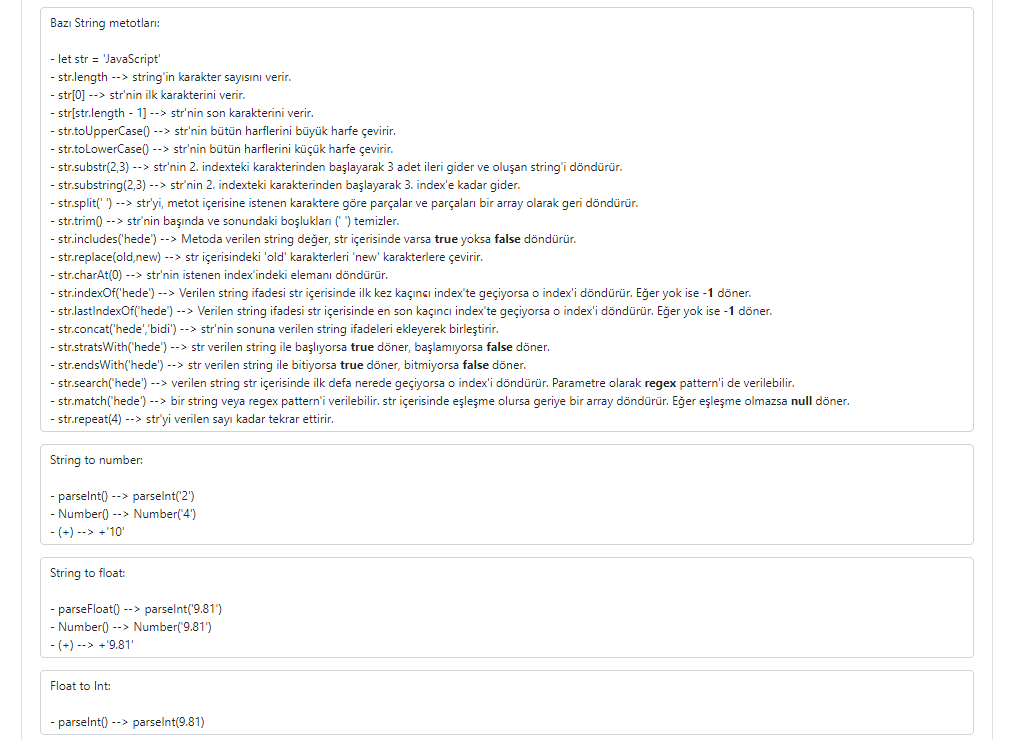 Bazı String metotları:
- let str = 'JavaScript'
- str.length --> string'in karakter sayısını verir.
- str[0] --> str'nin ilk karakterini verir.
- str[str.length - 1] --> str'nin son karakterini verir.
- str.toUpperCase() --> str'nin bütün harflerini büyük harfe çevirir.
- str.toLowerCase() --> str'nin bütün harflerini küçük harfe çevirir.
- str.substr(2,3) --> str'nin 2. indexteki karakterinden başlayarak 3 adet ileri gider ve oluşan string'i döndürür.
- str.substring(2,3) --> str'nin 2. indexteki karakterinden başlayarak 3. index'e kadar gider.
- str.split(' ') --> str'yi, metot içerisine istenen karaktere göre parçalar ve parçaları bir array olarak geri döndürür.
- str.trim() --> str'nin başında ve sonundaki boşlukları (' ') temizler.
- str.includes('hede') --> Metoda verilen string değer, str içerisinde varsa true yoksa false döndürür.
- str.replace(old,new) --> str içerisindeki 'old' karakterleri 'new' karakterlere çevirir.
- str.charAt(0) --> str'nin istenen index'indeki elemanı döndürür.
- str.indexOf('hede') --> Verilen string ifadesi str içerisinde ilk kez kaçıncı index'te geçiyorsa o index'i döndürür. Eğer yok ise -1 döner.
- str.lastIndexOf('hede') --> Verilen string ifadesi str içerisinde en son kaçıncı index'te geçiyorsa o index'i döndürür. Eğer yok ise -1 döner.
- str.concat('hede','bidi') --> str'nin sonuna verilen string ifadeleri ekleyerek birleştirir.
- str.stratsWith('hede') --> str verilen string ile başlıyorsa true döner, başlamıyorsa false döner.
- str.endsWith('hede') --> str verilen string ile bitiyorsa true döner, bitmiyorsa false döner.
- str.search('hede') --> verilen string str içerisinde ilk defa nerede geçiyorsa o index'i döndürür. Parametre olarak regex pattern'i de verilebilir.
- str.match('hede') --> bir string veya regex pattern'i verilebilir. str içerisinde eşleşme olursa geriye bir array döndürür. Eğer eşleşme olmazsa null döner.
- str.repeat(4) --> str'yi verilen sayı kadar tekrar ettirir.
String to number:
- parseInt() --> parseInt('2')
- Number() --> Number('4')
- (+) --> +'10'
String to float:
- parseFloat() --> parseInt('9.81')
- Number() --> Number('9.81')
- (+) --> +'9.81'
Float to Int:
- parseInt() --> parseInt(9.81)